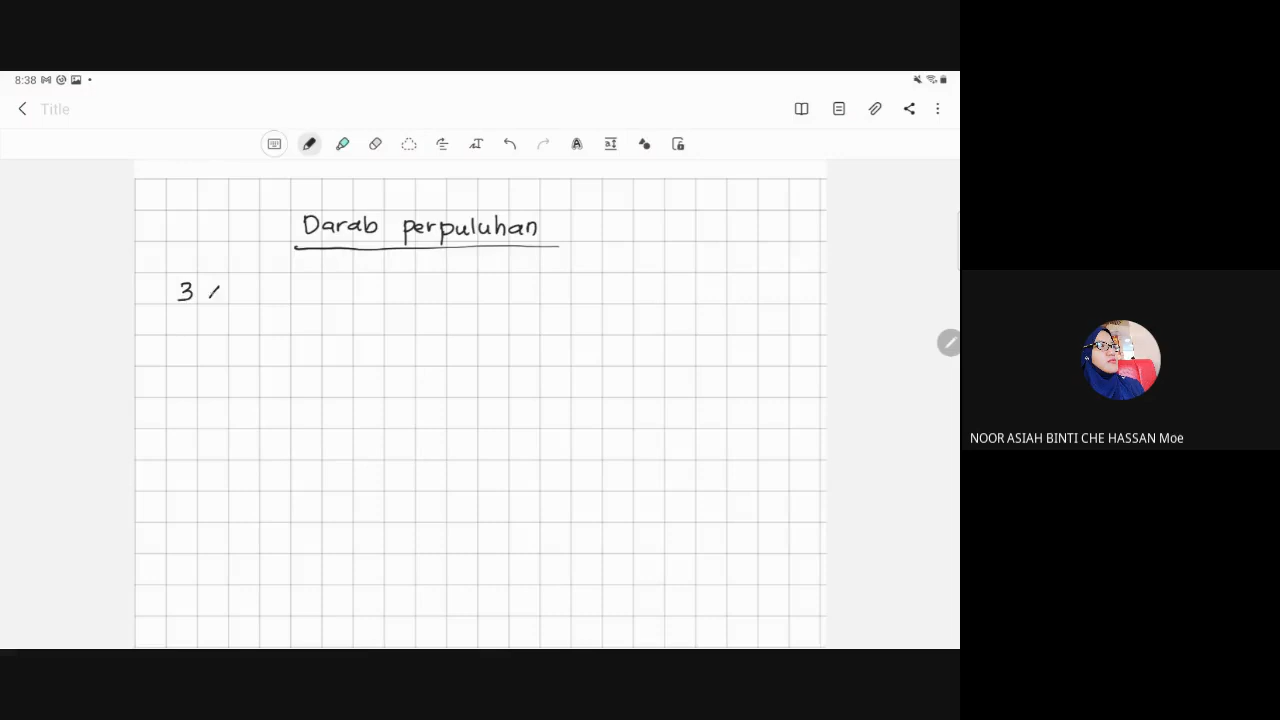 8:38
Title
Darab perpuluhan
3 /
NOOR ASIAH BINTI CHE HASSAN Moe